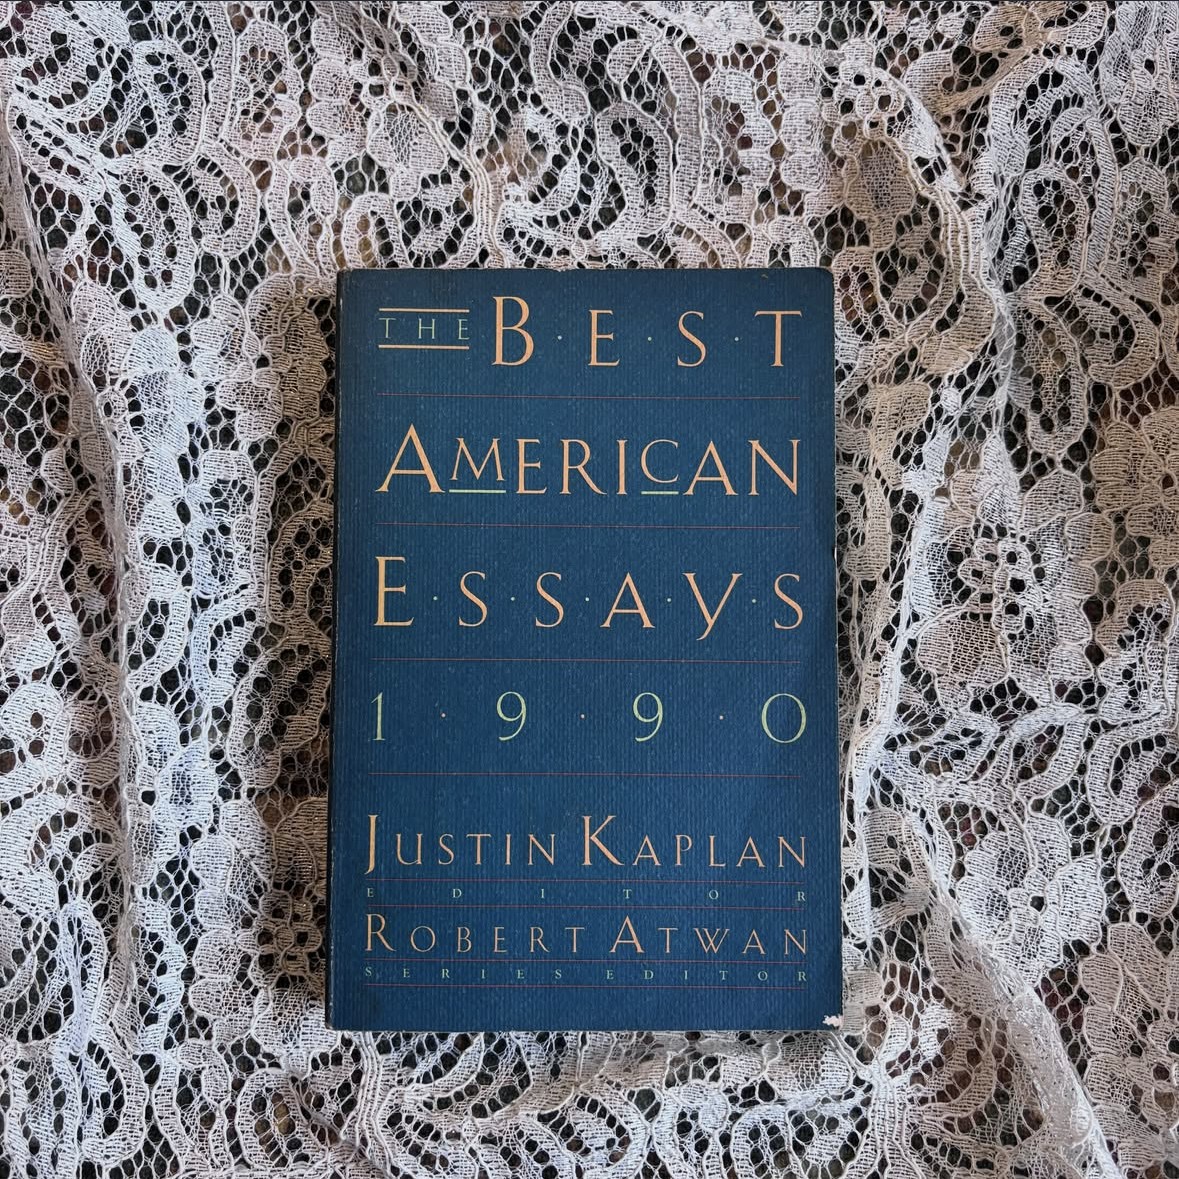 THE BEST
AMERICAN
ESSAYS
1990
JUSTIN KAPLAN
EDITOR
ROBERT ATWAN
SERIES EDITOR